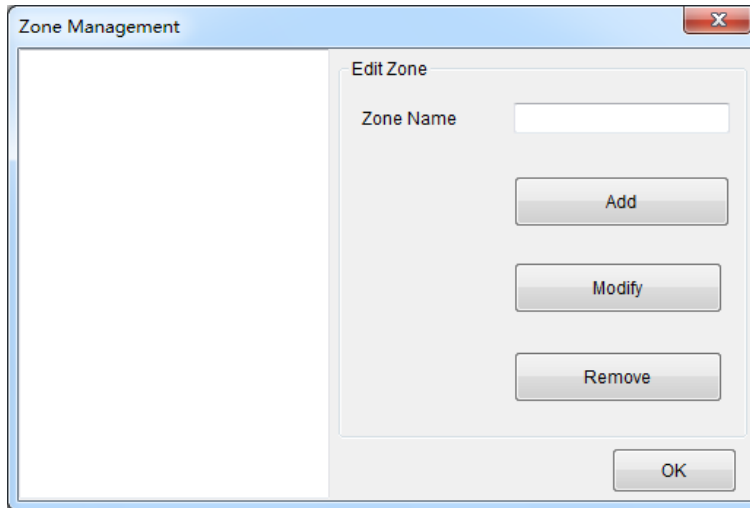 Zone Management
Edit Zone
Zone Name
Add
Modify
Remove
OK